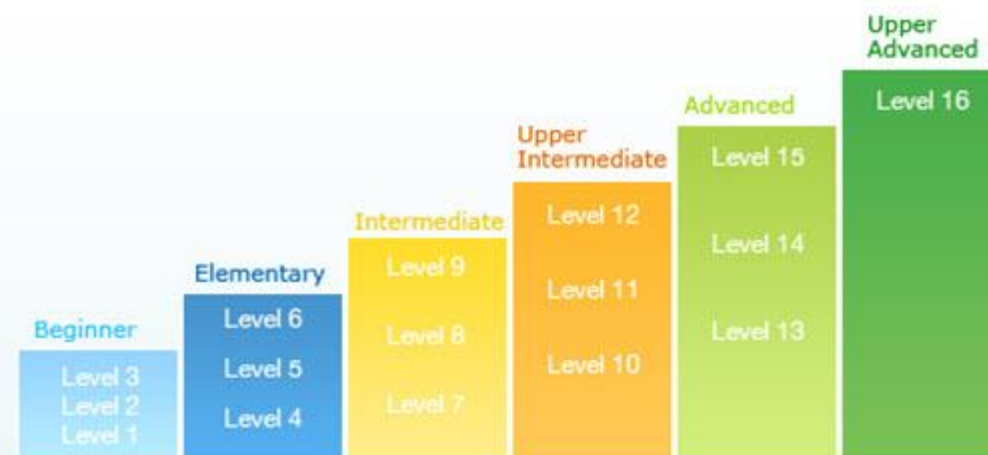 Beginner
Level 3
Level 2
Level 1
Elementary
Level 6
Level 5
Level 4
Intermediate
Level 9
Level 8
Level 7
Upper
Intermediate
Level 12
Level 11
Level 10
Advanced
Level 15
Level 14
Level 13
Upper
Advanced
Level 16